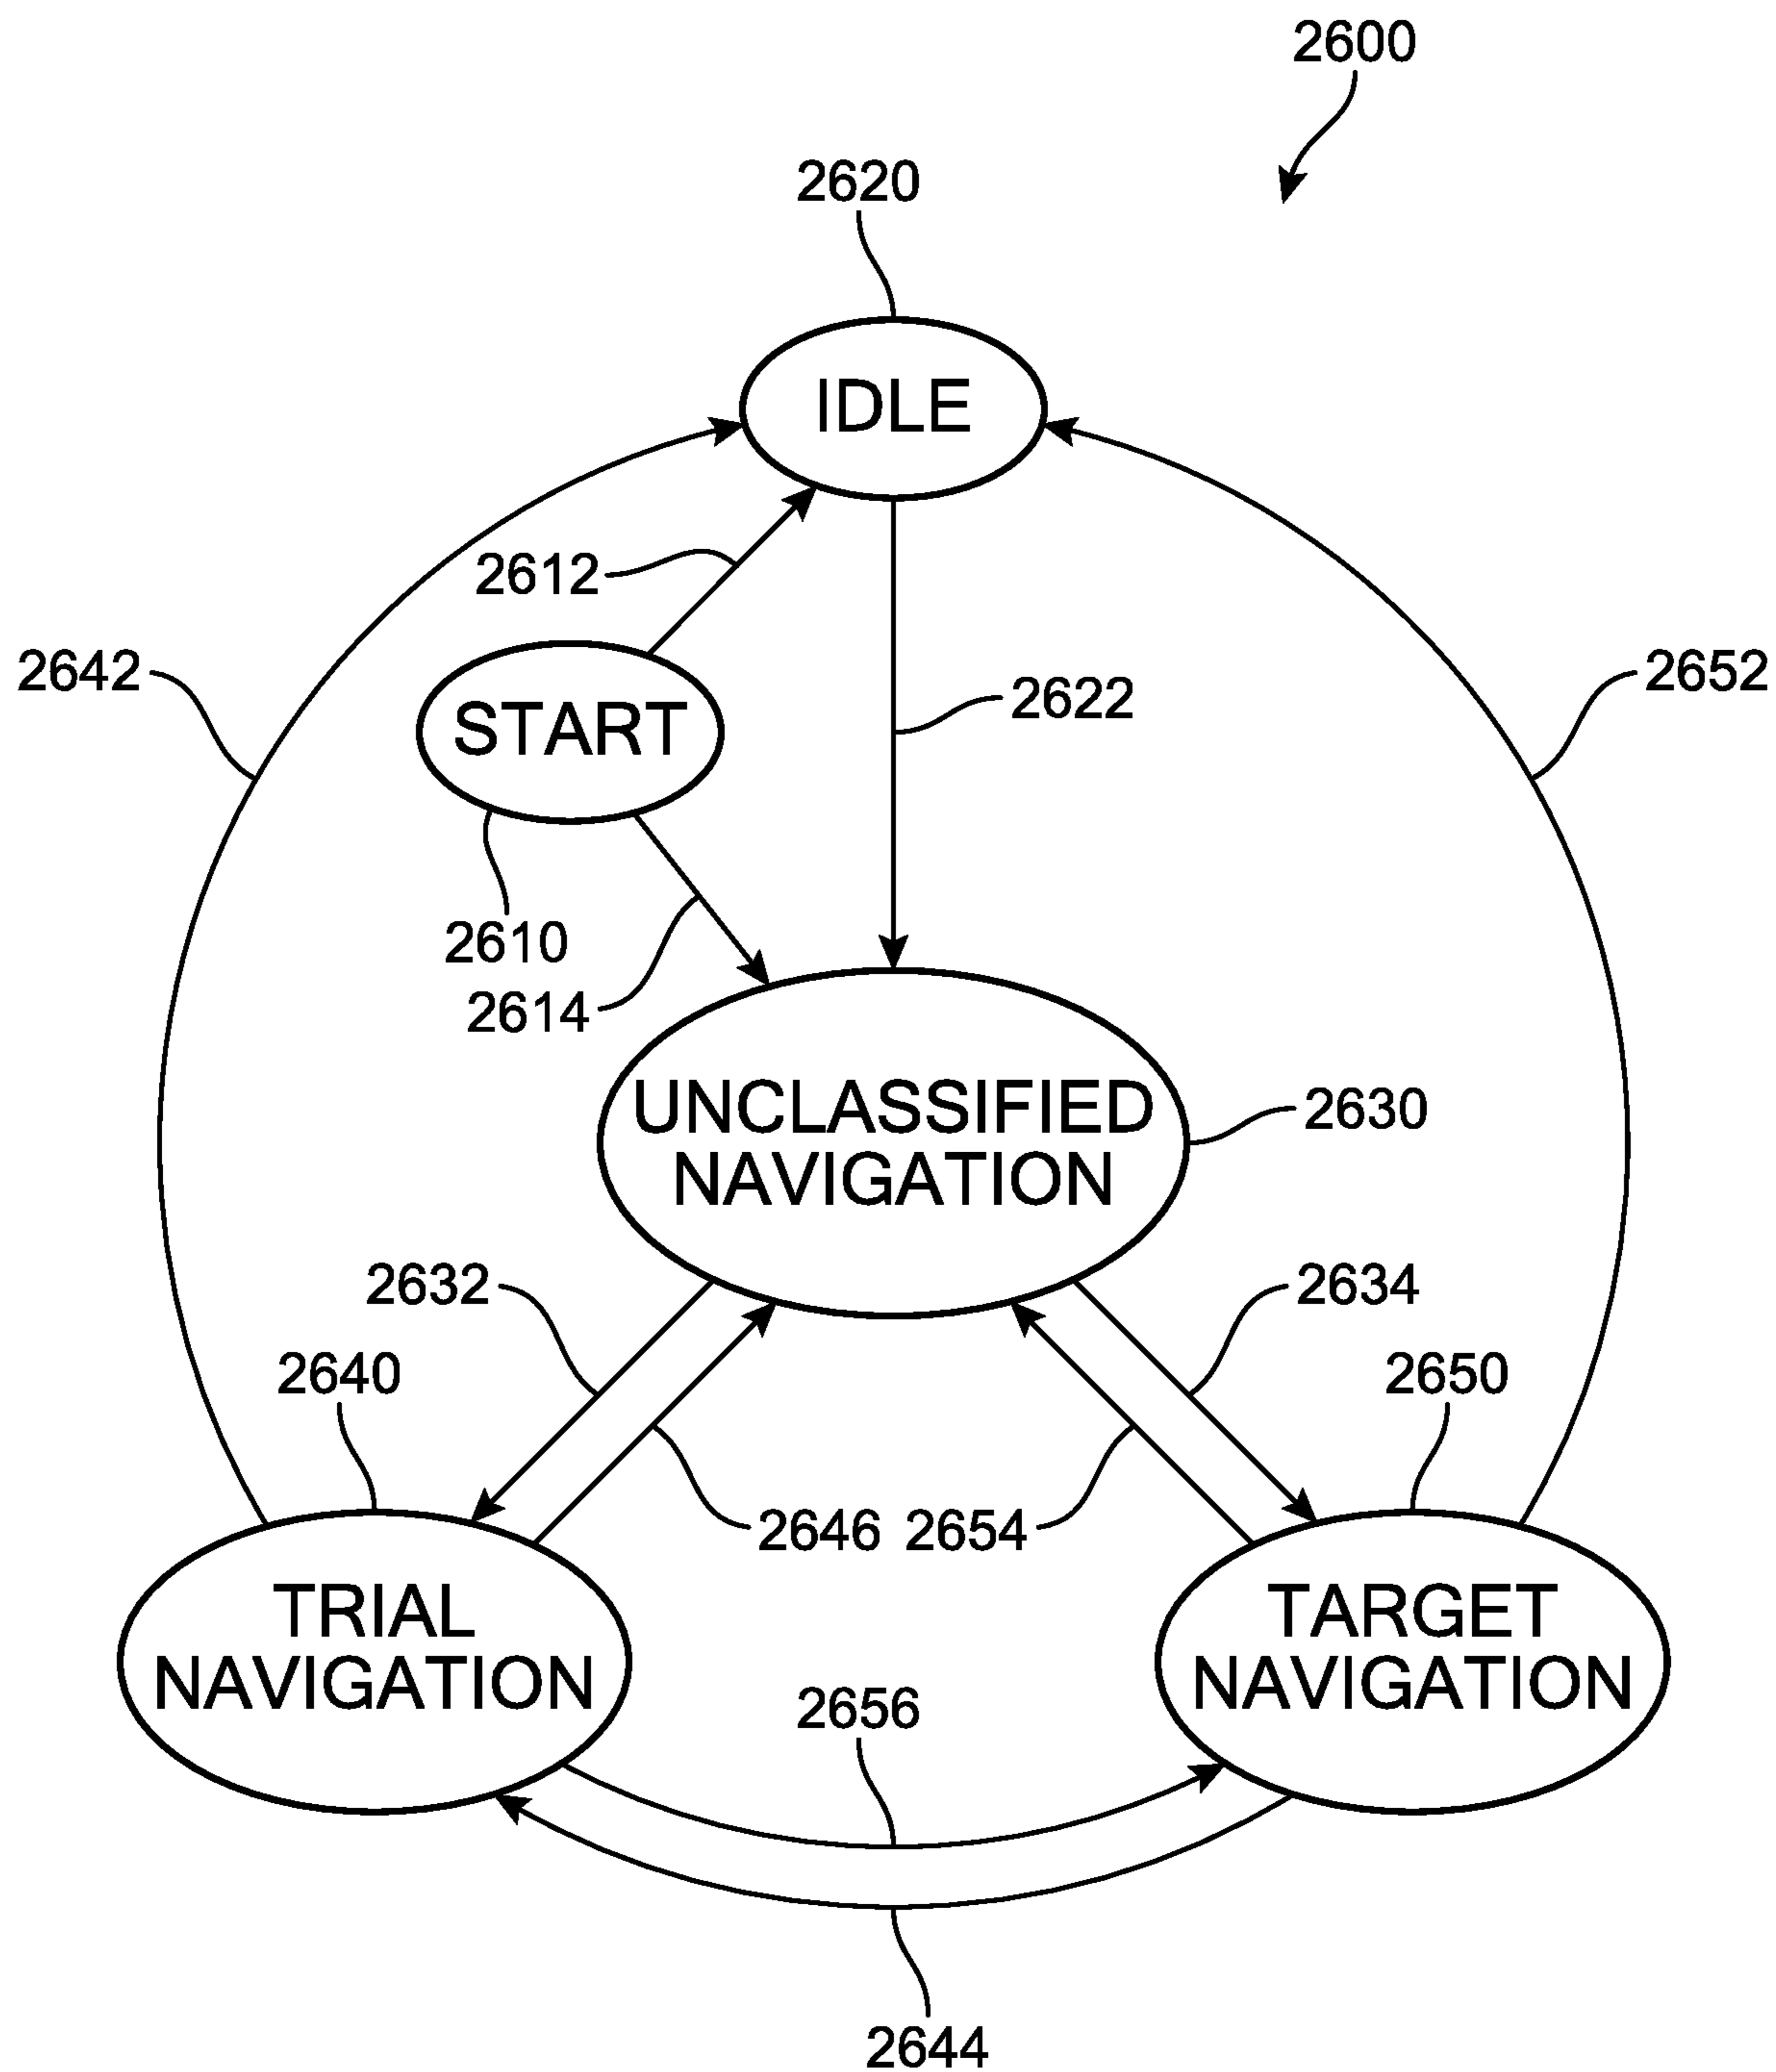 2600
2620
IDLE
2612
2642
2652
2622
START
2610
2614
UNCLASSIFIED
NAVIGATION
2630
2632
2634
2640
2650
2646
2654
TRIAL
NAVIGATION
TARGET
NAVIGATION
2656
2644